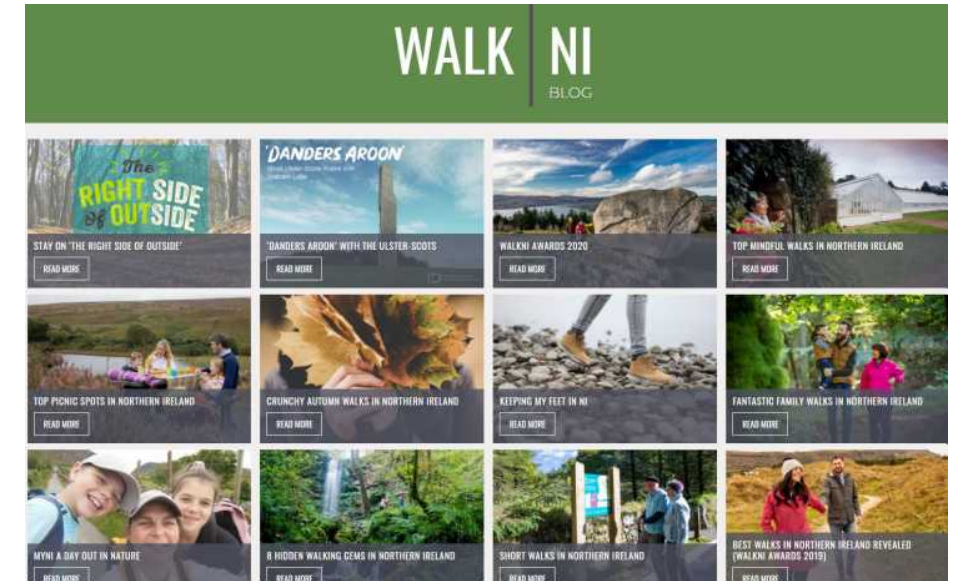 WALK NI
BLOG
The
RIGHT SIDE
of OUTSIDE
STAY ON 'THE RIGHT SIDE OF OUTSIDE'
READ MORE
'DANDERS AROON'
'DANDERS AROON' WITH THE ULSTER-SCOTS
READ MORE
WALKNI AWARDS 2020
READ MORE
TOP MINDFUL WALKS IN NORTHERN IRELAND
READ MORE
TOP PICNIC SPOTS IN NORTHERN IRELAND
READ MORE
CRUNCHY AUTUMN WALKS IN NORTHERN IRELAND
READ MORE
KEEPING MY FEET IN NI
READ MORE
FANTASTIC FAMILY WALKS IN NORTHERN IRELAND
READ MORE
MYNI A DAY OUT IN NATURE
READ MORE
8 HIDDEN WALKING GEMS IN NORTHERN IRELAND
READ MORE
SHORT WALKS IN NORTHERN IRELAND
READ MORE
BEST WALKS IN NORTHERN IRELAND REVEALED
(WALKNI AWARDS 2019)
READ MORE